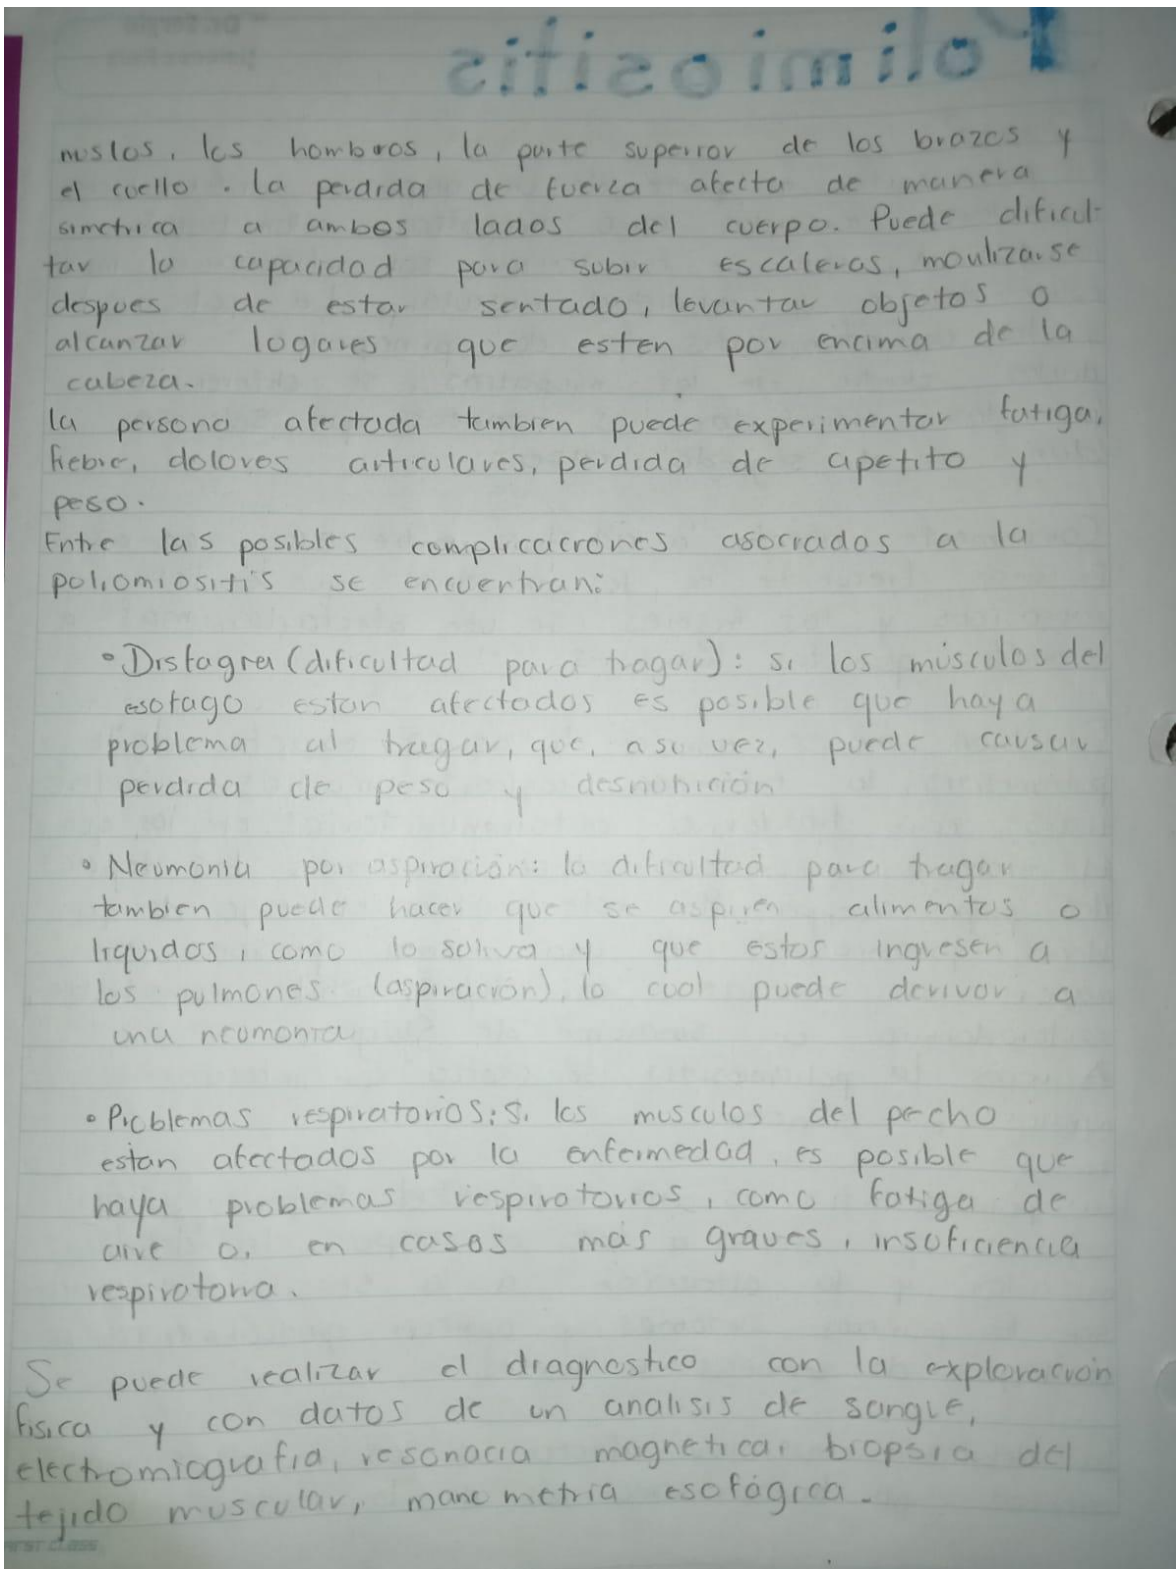 Polimiositis
muslos, los hombros, la parte superior de los brazos y
el cuello. la perdida de fuerza afecta de manera
simetrica a ambos lados del cuerpo. Puede dificul-
tar la capacidad para subir escaleras, movilizarse
despues de estar sentado, levantar objetos o
alcanzar lugares que esten por encima de la
cabeza.
la persona afectada tambien puede experimentar fatiga,
fiebre, dolores articulares, perdida de apetito y
peso.
Entre las posibles complicaciones asociados a la
poliomiositis se encuentran:
• Disfagia (dificultad para tragar): si los músculos del
esofago estan afectados es posible que haya
problema al tragar, que, a su vez, puede causar
perdida de peso y desnutrición
• Neumonia por aspiración: la dificultad para tragar
tambien puede hacer que se aspiren alimentos o
liquidos, como la saliva y que estos ingresen a
los pulmones (aspiracion), lo cual puede derivar a
una neumonia
• Problemas respiratorios: si los musculos del pecho
estan afectados por la enfermedad, es posible que
haya problemas respiratorios, como fatiga de
aire o, en casos más graves, insuficiencia
respiratoria.
Se puede realizar el diagnostico con la exploracion
fisica y con datos de un analisis de sangre,
electromiografia, resonacia magnetica, biopsia del
tejido muscular, manometria esofágica.
FIRST CLASS